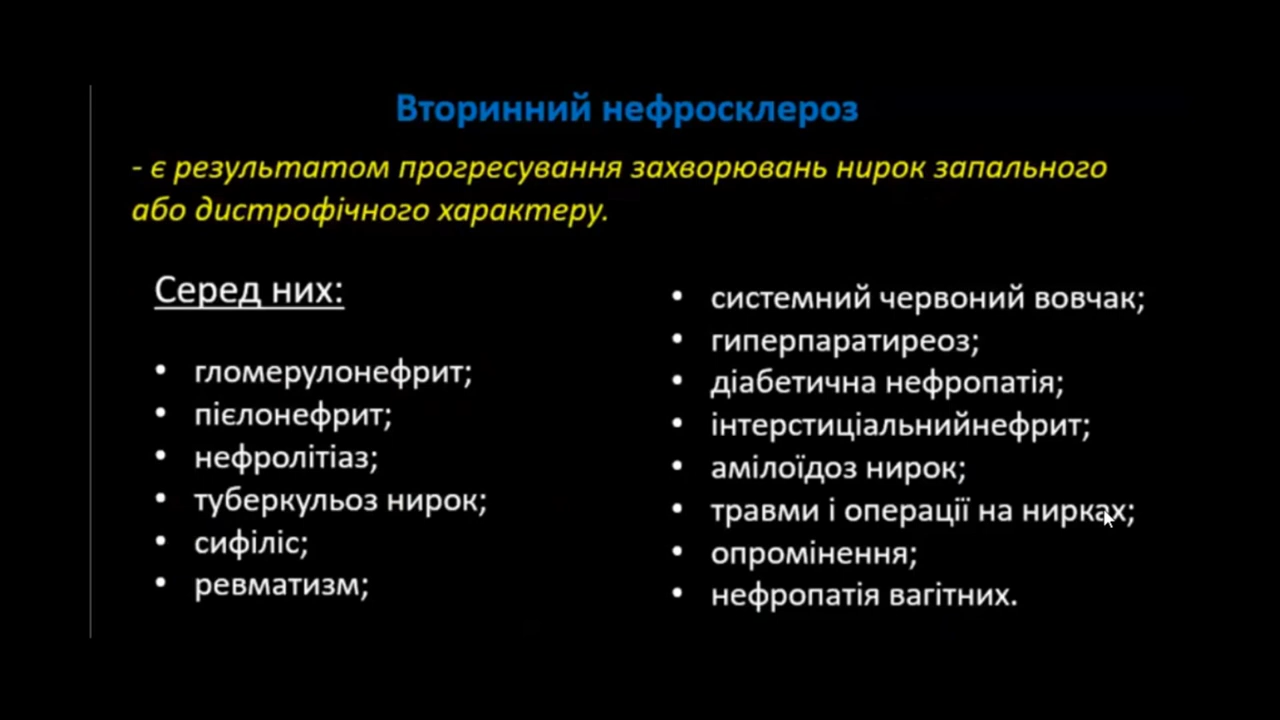 Вторинний нефросклероз
- є результатом прогресування захворювань нирок запального
або дистрофічного характеру.
Серед них:
• гломерулонефрит;
• пієлонефрит;
• нефролітіаз;
• туберкульоз нирок;
• сифіліс;
• ревматизм;
• системний червоний вовчак;
• гиперпаратиреоз;
• діабетична нефропатія;
• інтерстиціальнийнефрит;
• амілоїдоз нирок;
• травми і операції на нирках;
• опромінення;
• нефропатія вагітних.